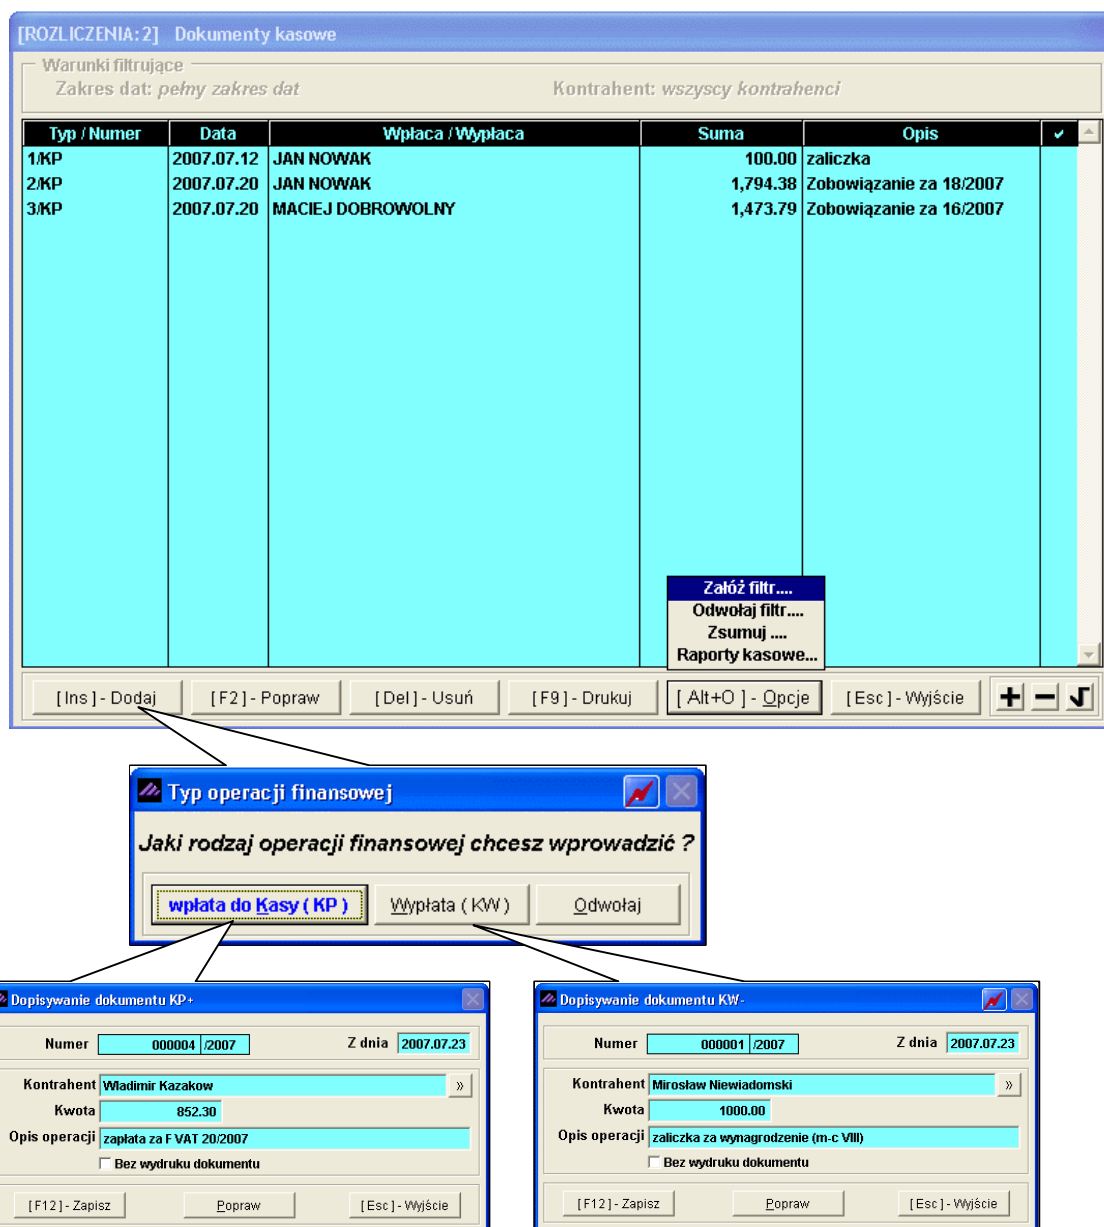 [ROZLICZENIA:2] Dokumenty kasowe
Warunki filtrujące
Zakres dat: pełny zakres dat Kontrahent: wszyscy kontrahenci
Typ / Numer Data Wpłaca / Wypłaca Suma Opis
1/KP 2007.07.12 JAN NOWAK 100.00 zaliczka
2/KP 2007.07.20 JAN NOWAK 1,794.38 Zobowiązanie za 18/2007
3/KP 2007.07.20 MACIEJ DOBROWOLNY 1,473.79 Zobowiązanie za 16/2007
Załóż filtr....
Odwołaj filtr....
Zsumuj ....
Raporty kasowe...
[ Ins ] - Dodaj [ F2 ] - Popraw [ Del ] - Usuń [ F9 ] - Drukuj [ Alt+O ] - Opcje [ Esc ] - Wyjście
Typ operacji finansowej
Jaki rodzaj operacji finansowej chcesz wprowadzić ?
wpłata do Kasy ( KP ) Wypłata ( KW ) Odwołaj
Dopisywanie dokumentu KP+
Numer 000004 /2007 Z dnia 2007.07.23
Kontrahent Władimir Kazakow »
Kwota 852.30
Opis operacji zapłata za F VAT 20/2007
Bez wydruku dokumentu
[ F12 ] - Zapisz Popraw [ Esc ] - Wyjście
Dopisywanie dokumentu KW-
Numer 000001 /2007 Z dnia 2007.07.23
Kontrahent Mirosław Niewiadomski »
Kwota 1000.00
Opis operacji zaliczka za wynagrodzenie (m-c VIII)
Bez wydruku dokumentu
[ F12 ] - Zapisz Popraw [ Esc ] - Wyjście